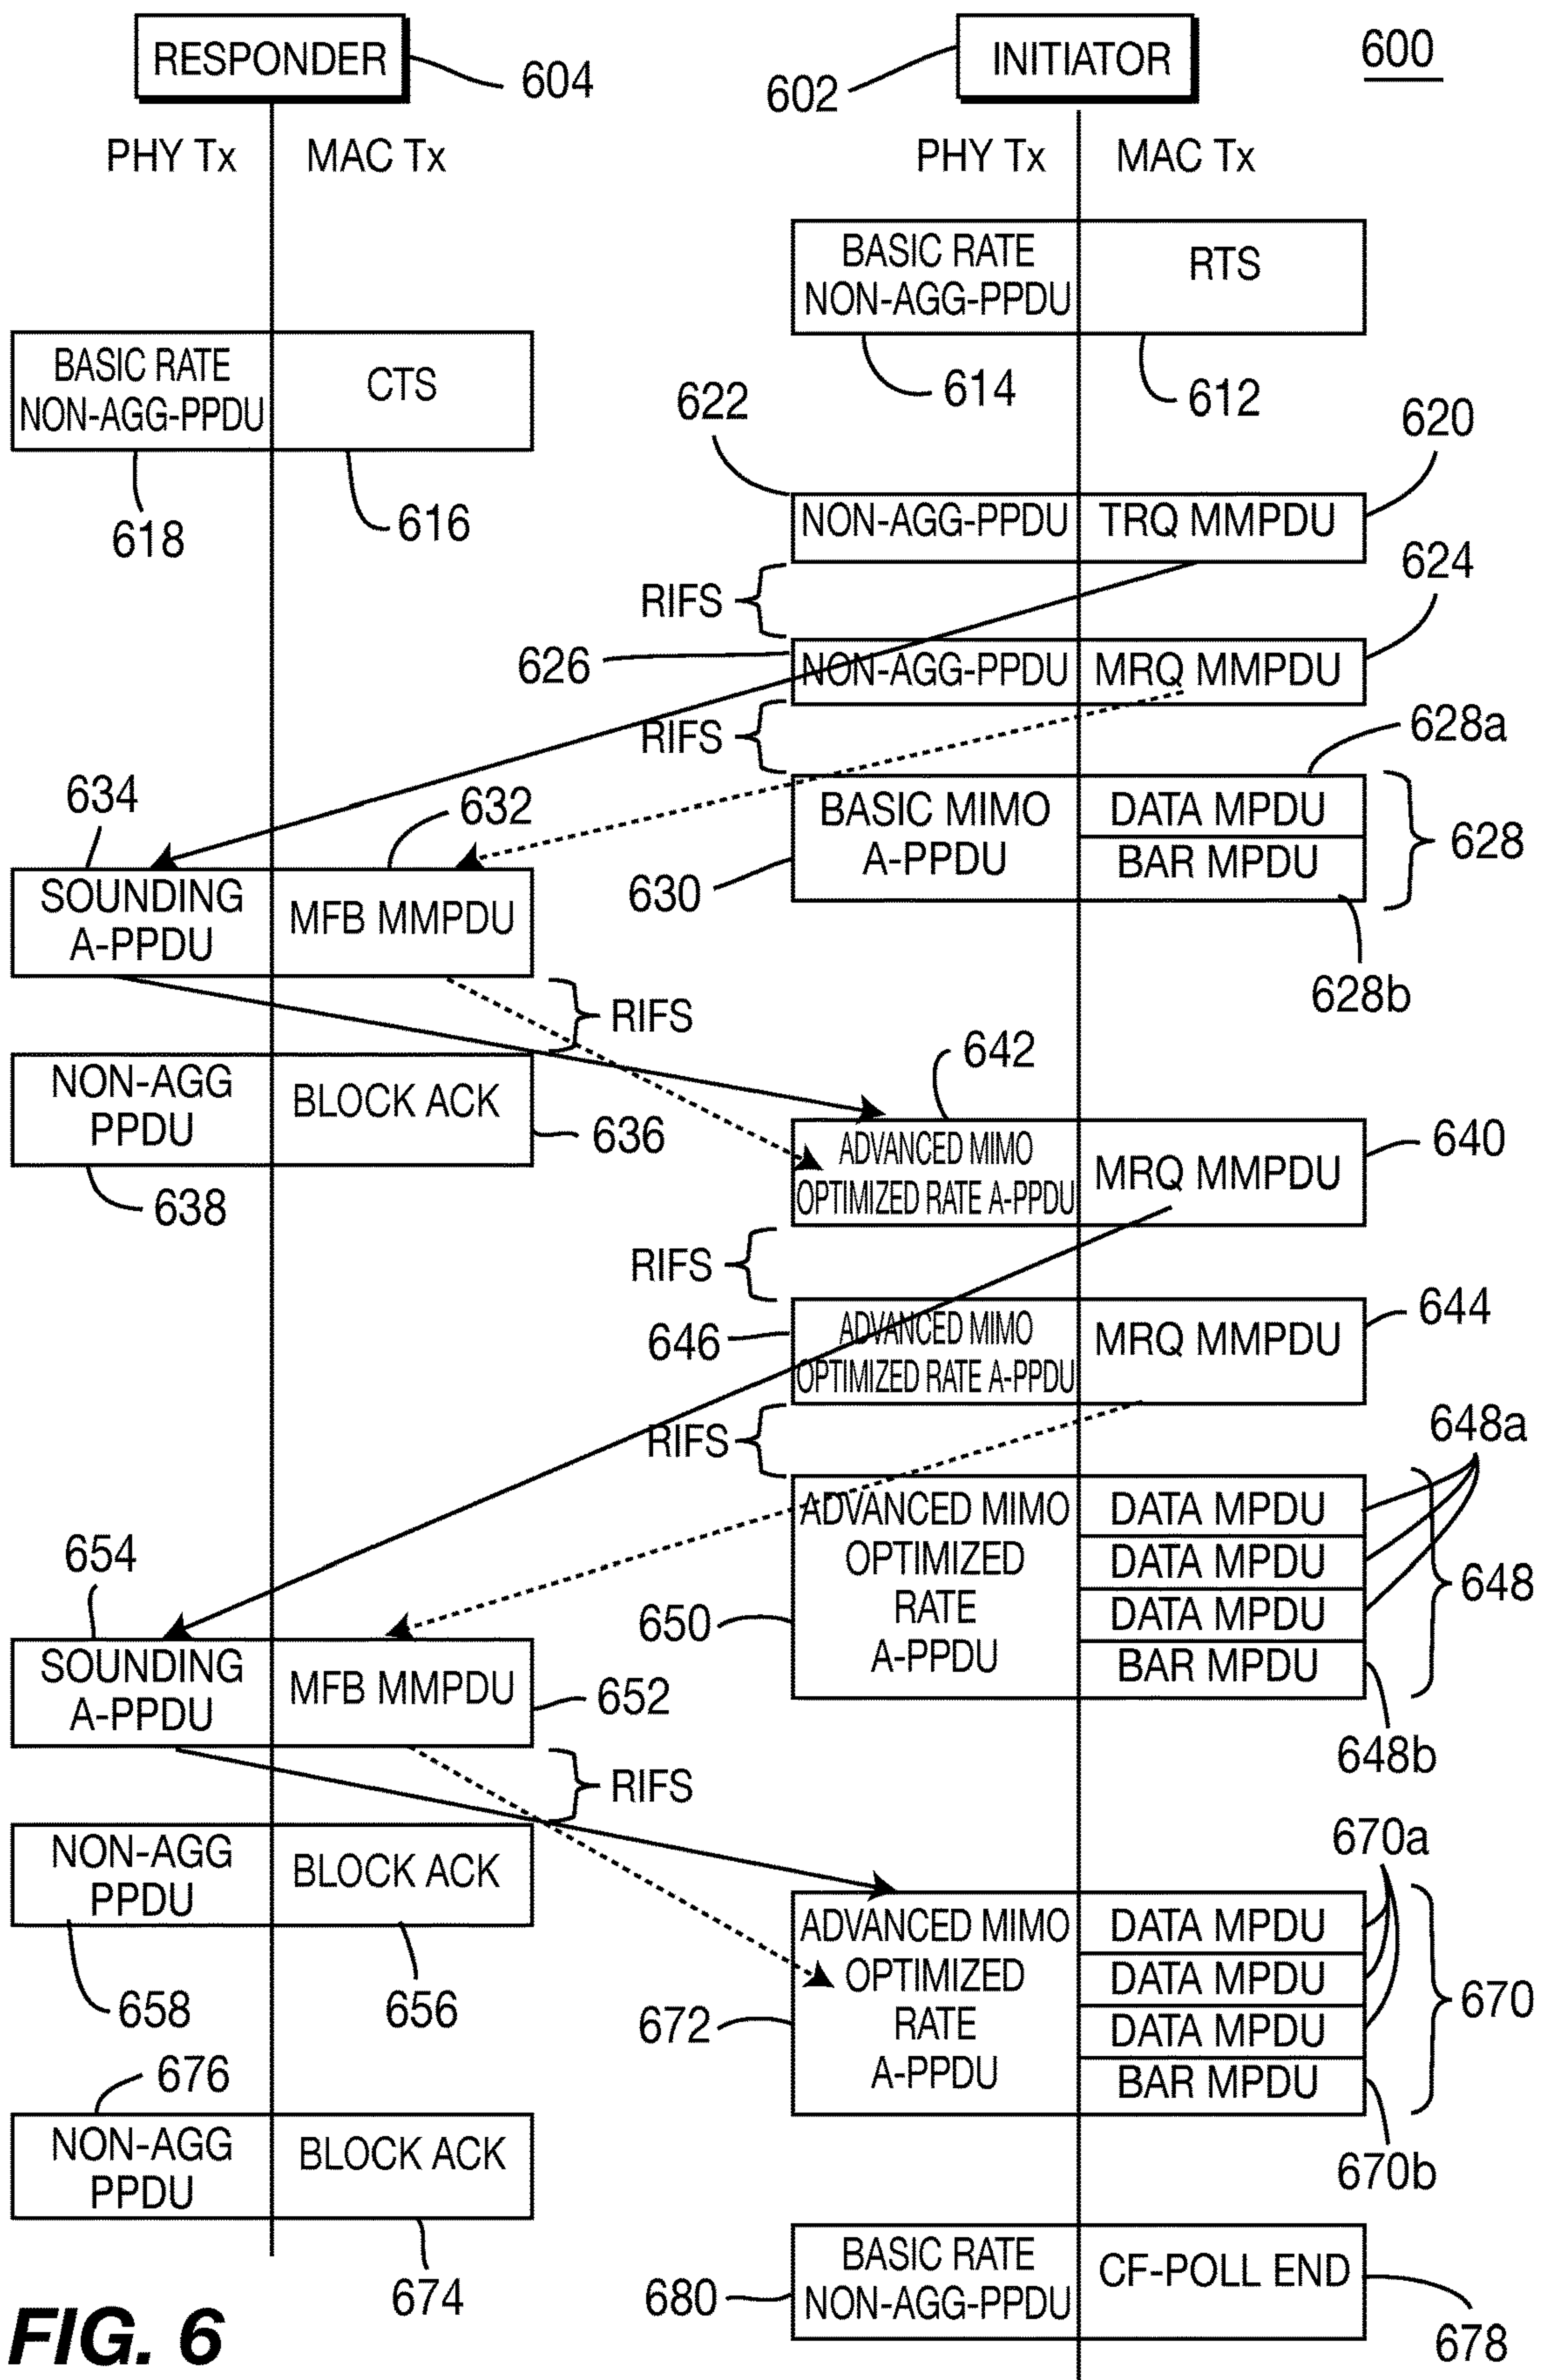 RESPONDER
604
602
INITIATOR
600
PHY Tx
MAC Tx
PHY Tx
MAC Tx
BASIC RATE
NON-AGG-PPDU
RTS
614
612
BASIC RATE
NON-AGG-PPDU
CTS
618
616
622
620
NON-AGG-PPDU
TRQ MMPDU
RIFS
624
626
NON-AGG-PPDU
MRQ MMPDU
RIFS
628a
BASIC MIMO
A-PPDU
DATA MPDU
BAR MPDU
628
630
628b
634
632
SOUNDING
A-PPDU
MFB MMPDU
RIFS
NON-AGG
PPDU
BLOCK ACK
636
638
642
ADVANCED MIMO
OPTIMIZED RATE A-PPDU
MRQ MMPDU
640
RIFS
646
ADVANCED MIMO
OPTIMIZED RATE A-PPDU
MRQ MMPDU
644
RIFS
648a
ADVANCED MIMO
OPTIMIZED
RATE
A-PPDU
DATA MPDU
DATA MPDU
DATA MPDU
BAR MPDU
648
650
648b
654
SOUNDING
A-PPDU
MFB MMPDU
652
RIFS
NON-AGG
PPDU
BLOCK ACK
658
656
670a
ADVANCED MIMO
OPTIMIZED
RATE
A-PPDU
DATA MPDU
DATA MPDU
DATA MPDU
BAR MPDU
670
672
670b
676
NON-AGG
PPDU
BLOCK ACK
674
680
BASIC RATE
NON-AGG-PPDU
CF-POLL END
678
FIG. 6